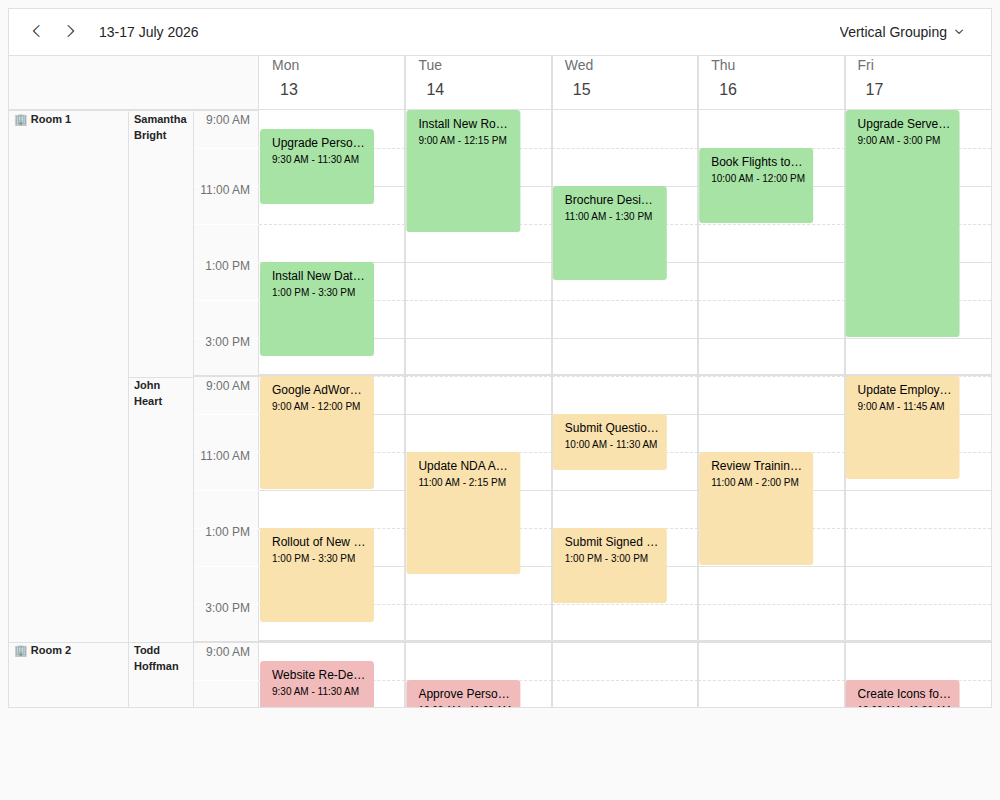 13-17 July 2026
Vertical Grouping
Mon
Tue
Wed
Thu
Fri
13
14
15
16
17
Room 1
Samantha
Bright
9:00 AM
11:00 AM
1:00 PM
3:00 PM
Upgrade Perso...
9:30 AM - 11:30 AM
Install New Dat...
1:00 PM - 3:30 PM
Install New Ro...
9:00 AM - 12:15 PM
Brochure Desi...
11:00 AM - 1:30 PM
Book Flights to...
10:00 AM - 12:00 PM
Upgrade Serve...
9:00 AM - 3:00 PM
John
Heart
9:00 AM
11:00 AM
1:00 PM
3:00 PM
Google AdWor...
9:00 AM - 12:00 PM
Rollout of New ...
1:00 PM - 3:30 PM
Update NDA A...
11:00 AM - 2:15 PM
Submit Questio...
10:00 AM - 11:30 AM
Submit Signed ...
1:00 PM - 3:00 PM
Review Trainin...
11:00 AM - 2:00 PM
Update Employ...
9:00 AM - 11:45 AM
Room 2
Todd
Hoffman
9:00 AM
Website Re-De...
9:30 AM - 11:30 AM
Approve Perso...
Create Icons fo...